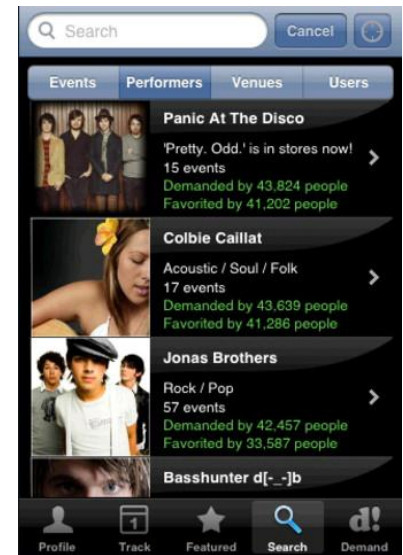 Search
Cancel
Events Performers Venues Users
Panic At The Disco
'Pretty. Odd.' is in stores now!
15 events
Demanded by 43,824 people
Favorited by 41,202 people
Colbie Caillat
Acoustic / Soul / Folk
17 events
Demanded by 43,639 people
Favorited by 41,286 people
Jonas Brothers
Rock / Pop
57 events
Demanded by 42,457 people
Favorited by 33,587 people
Basshunter d[-_-]b
1 d!
Profile Track Featured Search Demand